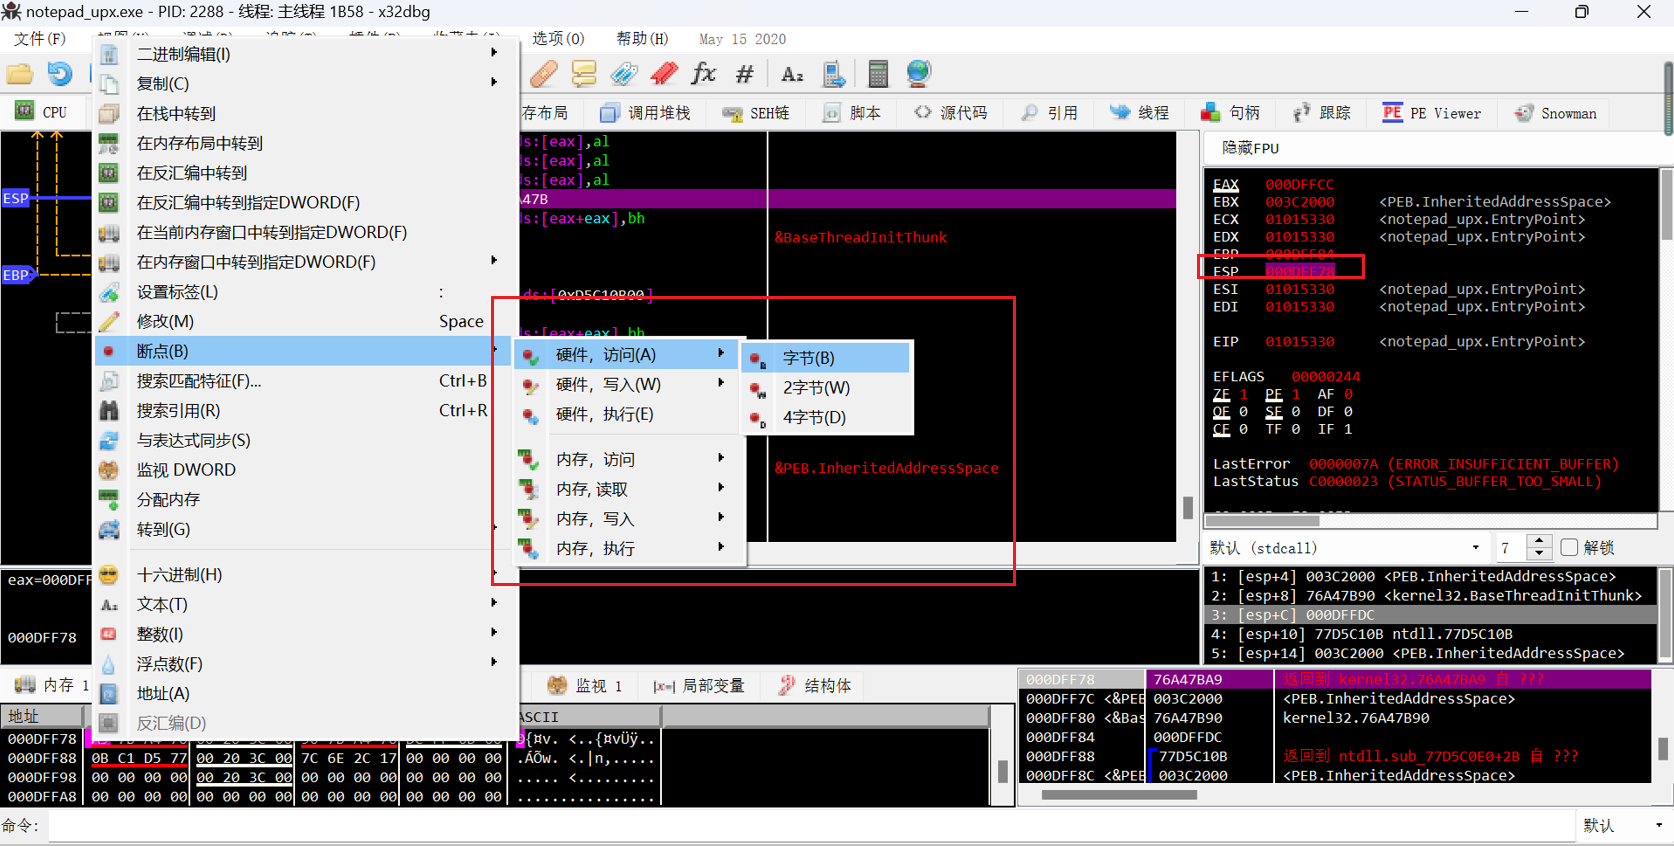 notepad_upx.exe - PID: 2288 - 线程: 主线程 1B58 - x32dbg
文件(F)
选项(O)
帮助(H)
May 15 2020
CPU
存布局
调用堆栈
SEH链
脚本
源代码
引用
线程
句柄
跟踪
PE Viewer
Snowman
二进制编辑(I)
复制(C)
在栈中转到
在内存布局中转到
在反汇编中转到
在反汇编中转到指定DWORD(F)
在当前内存窗口中转到指定DWORD(F)
在内存窗口中转到指定DWORD(F)
设置标签(L) :
修改(M) Space
断点(B)
搜索匹配特征(F)... Ctrl+B
搜索引用(R) Ctrl+R
与表达式同步(S)
监视 DWORD
分配内存
转到(G)
十六进制(H)
文本(T)
整数(I)
浮点数(F)
地址(A)
反汇编(D)
硬件，访问(A)
硬件，写入(W)
硬件，执行(E)
内存，访问
内存, 读取
内存，写入
内存，执行
字节(B)
2字节(W)
4字节(D)
ESP
EBP
ds:[eax],al
ds:[eax],al
ds:[eax],al
A47B
ds:[eax+eax],bh
&BaseThreadInitThunk
ds:[0xD5C10B00]
ds:[eax+eax],bh
&PEB.InheritedAddressSpace
eax=000DFF
000DFF78
隐藏FPU
EAX 000DFFCC
EBX 003C2000 <PEB.InheritedAddressSpace>
ECX 01015330 <notepad_upx.EntryPoint>
EDX 01015330 <notepad_upx.EntryPoint>
EBP 000DFF84
ESP 000DFF78
ESI 01015330 <notepad_upx.EntryPoint>
EDI 01015330 <notepad_upx.EntryPoint>
EIP 01015330 <notepad_upx.EntryPoint>
EFLAGS 00000244
ZF 1 PF 1 AF 0
OF 0 SF 0 DF 0
CF 0 TF 0 IF 1
LastError 0000007A (ERROR_INSUFFICIENT_BUFFER)
LastStatus C0000023 (STATUS_BUFFER_TOO_SMALL)
默认 (stdcall)
7
解锁
1: [esp+4] 003C2000 <PEB.InheritedAddressSpace>
2: [esp+8] 76A47B90 <kernel32.BaseThreadInitThunk>
3: [esp+C] 000DFFDC
4: [esp+10] 77D5C10B ntdll.77D5C10B
5: [esp+14] 003C2000 <PEB.InheritedAddressSpace>
内存 1
监视 1
[x=] 局部变量
结构体
地址
ASCII
000DFF78
000DFF88 0B C1 D5 77 00 20 3C 00 7C 6E 2C 17 00 00 00 00 .ÁÕw. <.|n,.....
000DFF98 00 00 00 00 00 20 3C 00 00 00 00 00 00 00 00 00 ..... <.........
000DFFA8 00 00 00 00 00 00 00 00 00 00 00 00 00 00 00 00 ................
000DFF78 76A47BA9 返回到 kernel32.76A47BA9 自 ???
000DFF7C <&PEB 003C2000 <PEB.InheritedAddressSpace>
000DFF80 <&Bas 76A47B90 kernel32.76A47B90
000DFF84 000DFFDC
000DFF88 77D5C10B 返回到 ntdll.sub_77D5C0E0+2B 自 ???
000DFF8C <&PEB 003C2000 <PEB.InheritedAddressSpace>
命令:
默认